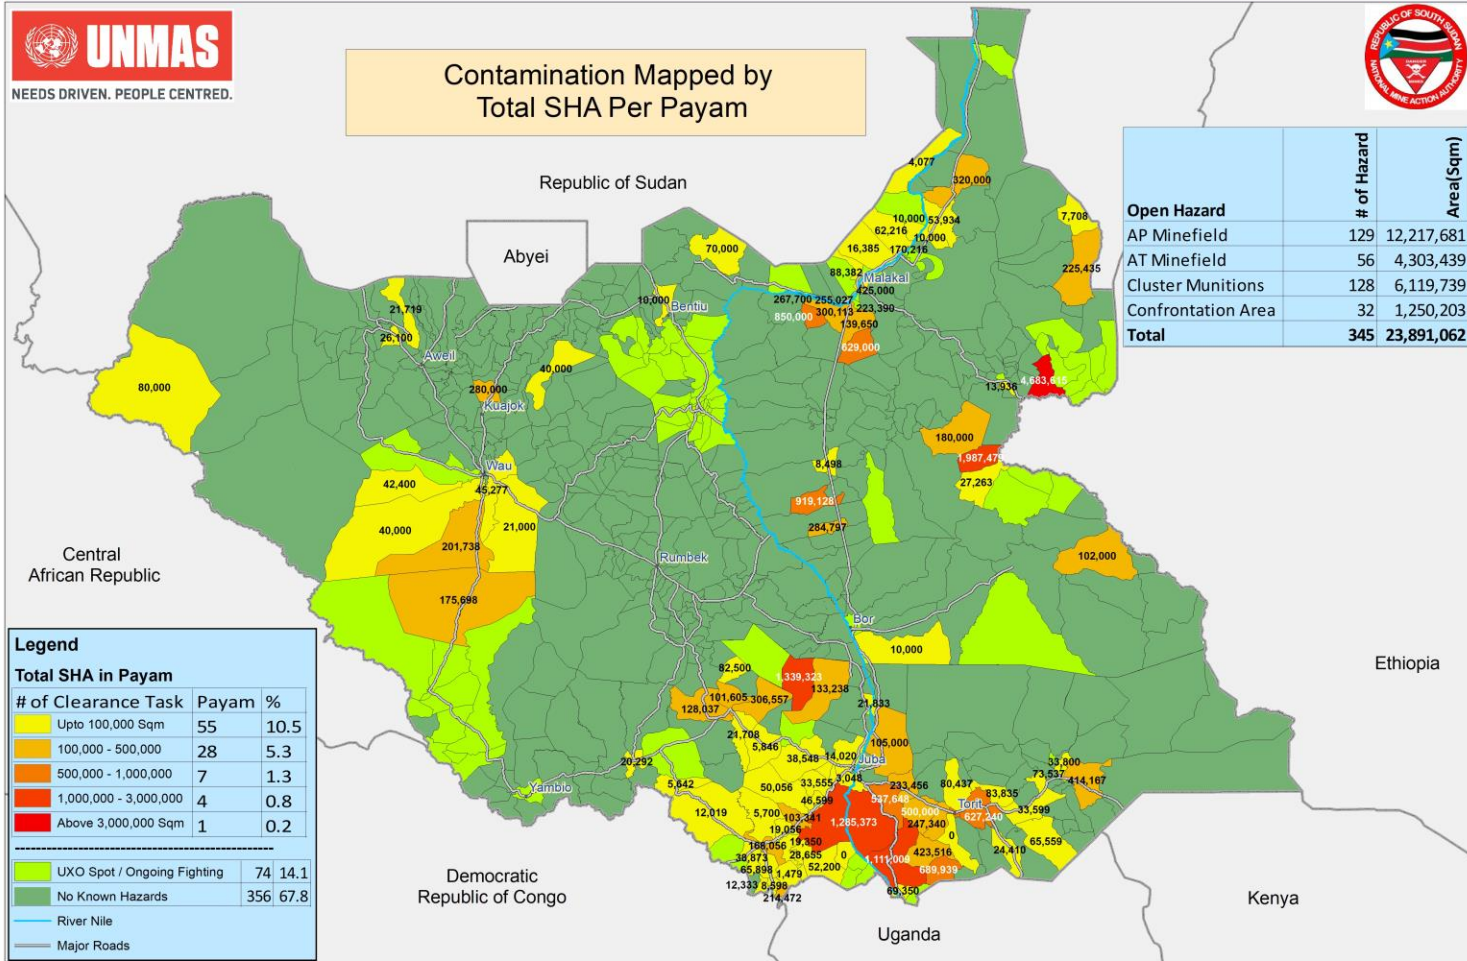 UNMAS
NEEDS DRIVEN. PEOPLE CENTRED.
Contamination Mapped by
Total SHA Per Payam
REPUBLIC OF SOUTH SUDAN
NATIONAL MINE ACTION AUTHORITY
Open Hazard # of Hazard Area(Sqm)
AP Minefield 129 12,217,681
AT Minefield 56 4,303,439
Cluster Munitions 128 6,119,739
Confrontation Area 32 1,250,203
Total 345 23,891,062
Republic of Sudan
Abyei
4,077
320,000
10,000
53,934
62,216
10,000
16,385
170,216
7,708
225,435
70,000
88,382
Malakal
425,000
267,700
255,027
223,390
850,000
300,113
139,650
629,000
10,000
Bentiu
21,719
26,100
Aweil
40,000
80,000
280,000
Kuajok
13,936
4,683,615
180,000
1,987,479
27,263
8,498
919,128
284,797
Wau
42,400
45,277
40,000
21,000
201,738
175,698
Rumbek
102,000
Central
African Republic
Bor
10,000
Ethiopia
82,500
1,339,323
133,238
101,605
306,557
128,037
21,833
21,708
5,846
105,000
38,548
14,020
Juba
20,292
5,642
50,056
33,555
3,048
233,456
80,437
33,800
73,537
414,167
46,599
537,648
83,835
12,019
5,700
103,341
500,000
Torit
33,599
627,240
1,285,373
247,340
0
19,056
19,350
168,056
65,559
28,655
0
423,516
24,410
38,873
1,111,008
65,898
52,200
689,939
1,479
12,333
8,598
69,350
214,472
Yambio
Democratic
Republic of Congo
Uganda
Kenya
Legend
Total SHA in Payam
# of Clearance Task Payam %
Upto 100,000 Sqm 55 10.5
100,000 - 500,000 28 5.3
500,000 - 1,000,000 7 1.3
1,000,000 - 3,000,000 4 0.8
Above 3,000,000 Sqm 1 0.2
UXO Spot / Ongoing Fighting 74 14.1
No Known Hazards 356 67.8
River Nile
Major Roads